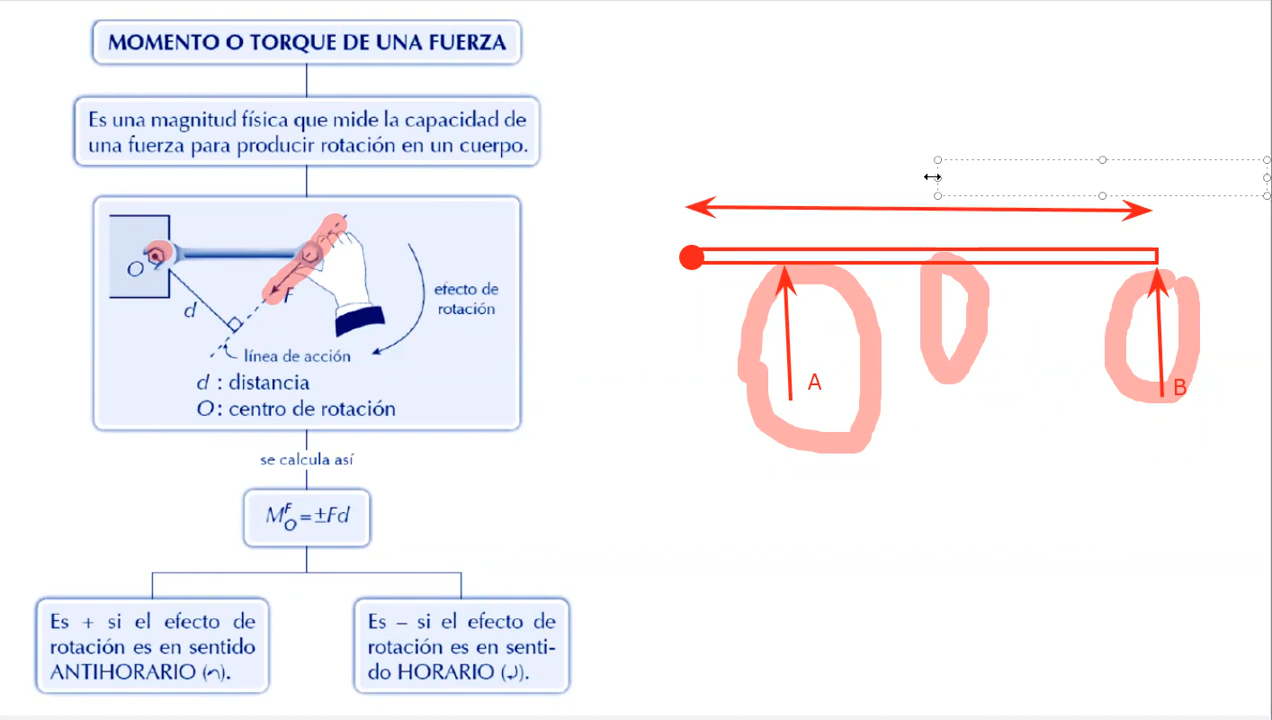 MOMENTO O TORQUE DE UNA FUERZA
Es una magnitud física que mide la capacidad de
una fuerza para producir rotación en un cuerpo.
O
F
d
efecto de
rotación
línea de acción
d : distancia
O: centro de rotación
se calcula así
M_O^F=±Fd
Es + si el efecto de
rotación es en sentido
ANTIHORARIO (↶).
Es – si el efecto de
rotación es en senti-
do HORARIO (⤶).
A
B